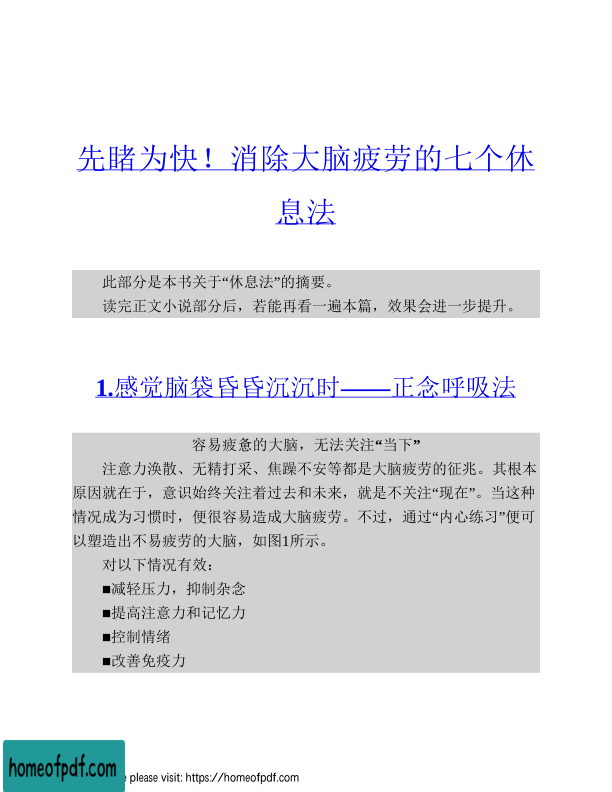 先睹为快！消除大脑疲劳的七个休
息法
此部分是本书关于“休息法”的摘要。
读完正文小说部分后，若能再看一遍本篇，效果会进一步提升。
1.感觉脑袋昏昏沉沉时——正念呼吸法
容易疲惫的大脑，无法关注“当下”
注意力涣散、无精打采、焦躁不安等都是大脑疲劳的征兆。其根本
原因就在于，意识始终关注着过去和未来，就是不关注“现在”。当这种
情况成为习惯时，便很容易造成大脑疲劳。不过，通过“内心练习”便可
以塑造出不易疲劳的大脑，如图1所示。
对以下情况有效：
■减轻压力，抑制杂念
■提高注意力和记忆力
■控制情绪
■改善免疫力
homeofpdf.com
e please visit: https://homeofpdf.com